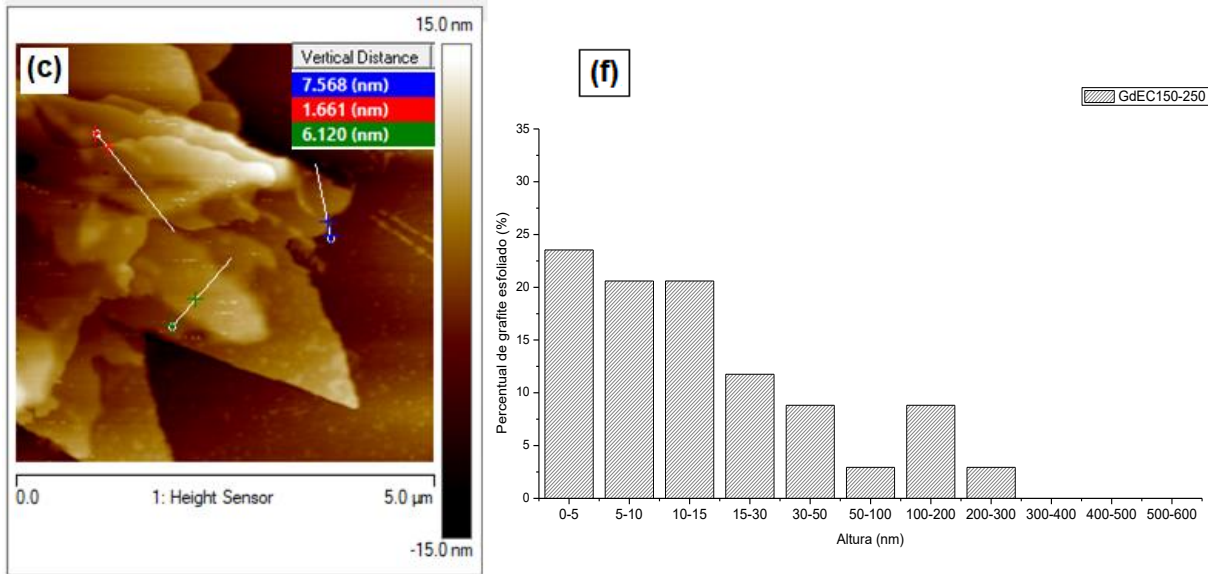 15.0 nm
(c)
Vertical Distance
7.568 (nm)
1.661 (nm)
6.120 (nm)
0.0
1: Height Sensor
5.0 µm
-15.0 nm
(f)
GdEC150-250
35
30
25
20
15
10
5
0
Percentual de grafite esfoliado (%)
0-5
5-10
10-15
15-30
30-50
50-100
100-200
200-300
300-400
400-500
500-600
Altura (nm)